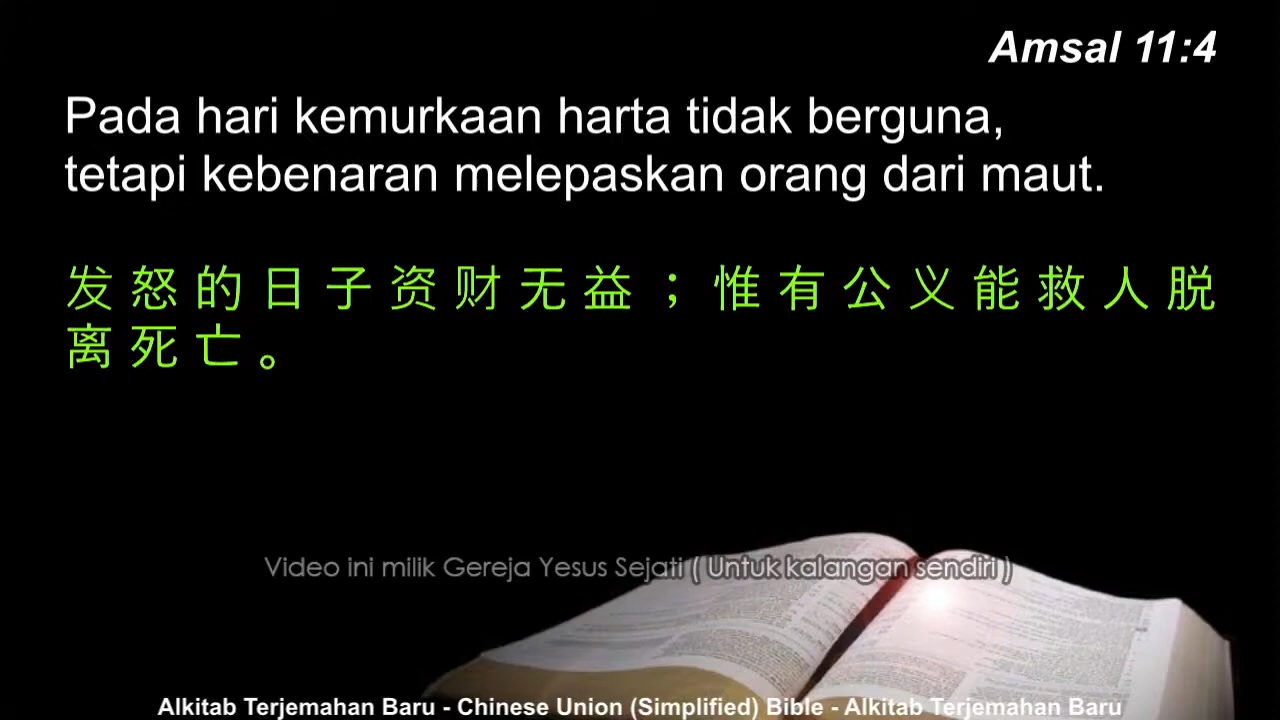 Amsal 11:4
Pada hari kemurkaan harta tidak berguna,
tetapi kebenaran melepaskan orang dari maut.
发 怒 的 日 子 资 财 无 益 ； 惟 有 公 义 能 救 人 脱
离 死 亡 。
Video ini milik Gereja Yesus Sejati ( Untuk kalangan sendiri )
Alkitab Terjemahan Baru - Chinese Union (Simplified) Bible - Alkitab Terjemahan Baru